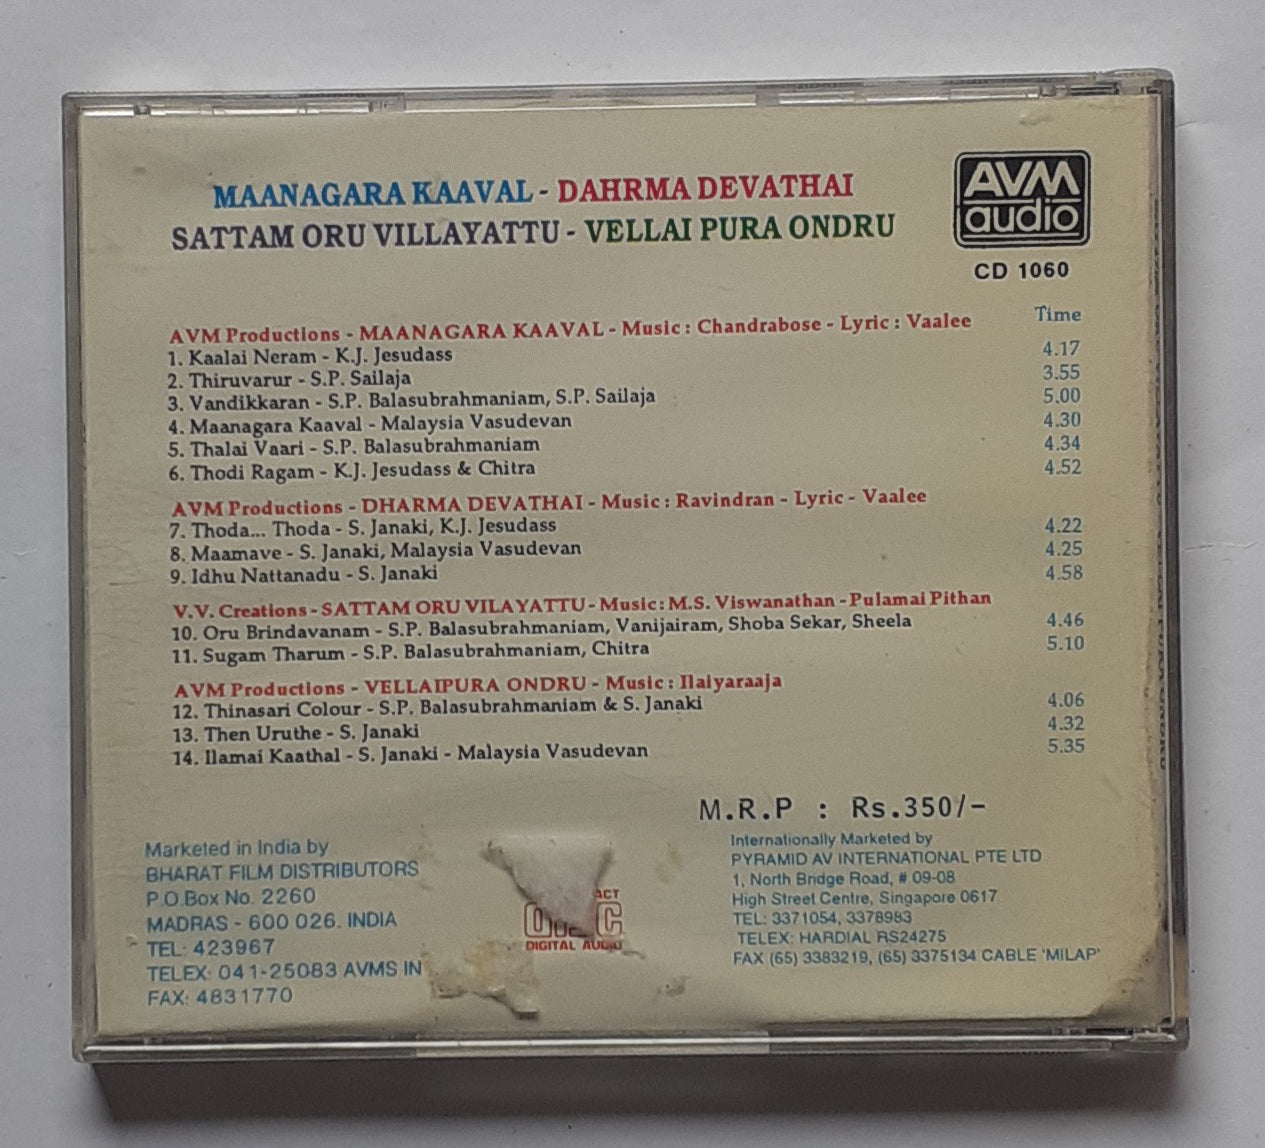 MAANAGARA KAAVAL - DAHRMA DEVATHAI
SATTAM ORU VILLAYATTU - VELLAI PURA ONDRU
AVM
audio
CD 1060
AVM Productions - MAANAGARA KAAVAL - Music : Chandrabose - Lyric : Vaalee Time
1. Kaalai Neram - K.J. Jesudass 4.17
2. Thiruvarur - S.P. Sailaja 3.55
3. Vandikkaran - S.P. Balasubrahmaniam, S.P. Sailaja 5.00
4. Maanagara Kaaval - Malaysia Vasudevan 4.30
5. Thalai Vaari - S.P. Balasubrahmaniam 4.34
6. Thodi Ragam - K.J. Jesudass & Chitra 4.52
AVM Productions - DHARMA DEVATHAI - Music : Ravindran - Lyric - Vaalee
7. Thoda... Thoda - S. Janaki, K.J. Jesudass 4.22
8. Maamave - S. Janaki, Malaysia Vasudevan 4.25
9. Idhu Nattanadu - S. Janaki 4.58
V.V. Creations - SATTAM ORU VILAYATTU - Music : M.S. Viswanathan - Pulamai Pithan
10. Oru Brindavanam - S.P. Balasubrahmaniam, Vanijairam, Shoba Sekar, Sheela 4.46
11. Sugam Tharum - S.P. Balasubrahmaniam, Chitra 5.10
AVM Productions - VELLAIPURA ONDRU - Music : Ilaiyaraaja
12. Thinasari Colour - S.P. Balasubrahmaniam & S. Janaki 4.06
13. Then Uruthe - S. Janaki 4.32
14. Ilamai Kaathal - S. Janaki - Malaysia Vasudevan 5.35
M.R.P : Rs.350/-
Marketed in India by
BHARAT FILM DISTRIBUTORS
P.O.Box No. 2260
MADRAS - 600 026. INDIA
TEL: 423967
TELEX: 041-25083 AVMS IN
FAX: 4831770
DIGITAL AUDIO
Internationally Marketed by
PYRAMID AV INTERNATIONAL PTE LTD
1, North Bridge Road, # 09-08
High Street Centre, Singapore 0617
TEL: 3371054, 3378983
TELEX: HARDIAL RS24275
FAX (65) 3383219, (65) 3375134 CABLE 'MILAP'